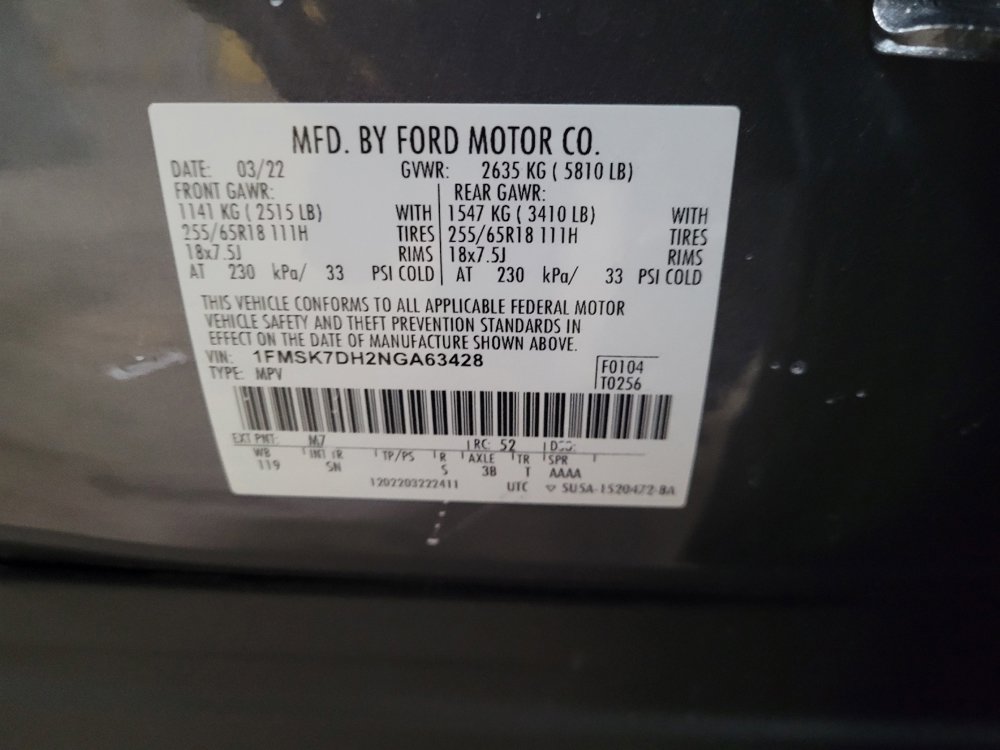 MFD. BY FORD MOTOR CO.
DATE: 03/22 GVWR: 2635 KG ( 5810 LB)
FRONT GAWR: REAR GAWR:
1141 KG ( 2515 LB) WITH 1547 KG ( 3410 LB) WITH
255/65R18 111H TIRES 255/65R18 111H TIRES
18x7.5J RIMS 18x7.5J RIMS
AT 230 kPa/ 33 PSI COLD AT 230 kPa/ 33 PSI COLD
THIS VEHICLE CONFORMS TO ALL APPLICABLE FEDERAL MOTOR
VEHICLE SAFETY AND THEFT PREVENTION STANDARDS IN
EFFECT ON THE DATE OF MANUFACTURE SHOWN ABOVE.
VIN: 1FMSK7DH2NGA63428 F0104
TYPE: MPV T0256
EXT PNT: M7 RC: 52
WB INT TR TP/PS R AXLE TR SPR
119 SN S 3B T AAAA
1202203222411 UTC ▽ SU5A-1520472-BA